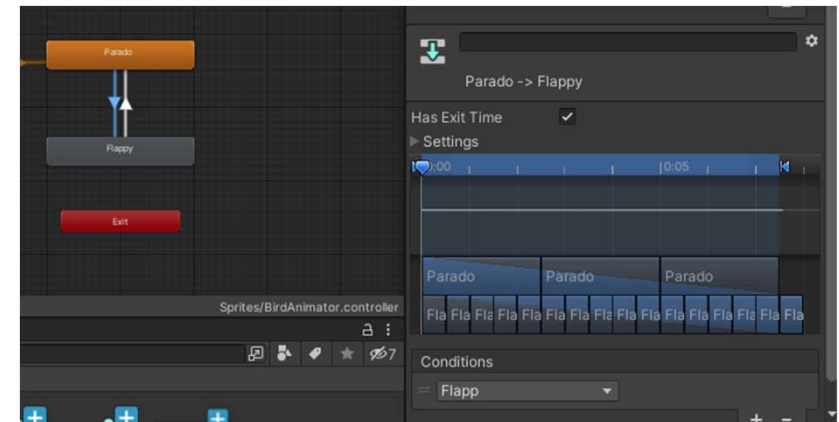 Parado
Flappy
Exit
Sprites/BirdAnimator.controller
7
Parado -> Flappy
Has Exit Time
Settings
0:00 0:05
Parado Parado Parado
Fla Fla Fla Fla Fla Fla Fla Fla Fla Fla Fla Fla Fla Fla Fla Fla
Conditions
Flapp